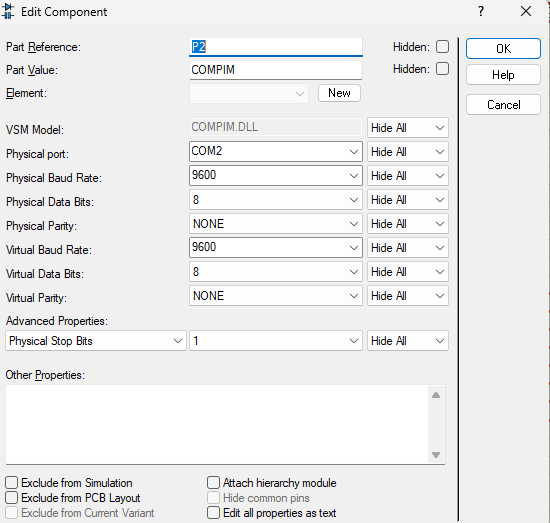 Edit Component ? ×
Part Reference: P2 Hidden:
Part Value: COMPIM Hidden:
Element: New
OK
Help
Cancel
VSM Model: COMPIM.DLL Hide All
Physical port: COM2 Hide All
Physical Baud Rate: 9600 Hide All
Physical Data Bits: 8 Hide All
Physical Parity: NONE Hide All
Virtual Baud Rate: 9600 Hide All
Virtual Data Bits: 8 Hide All
Virtual Parity: NONE Hide All
Advanced Properties:
Physical Stop Bits 1 Hide All
Other Properties:
Exclude from Simulation Attach hierarchy module
Exclude from PCB Layout Hide common pins
Exclude from Current Variant Edit all properties as text